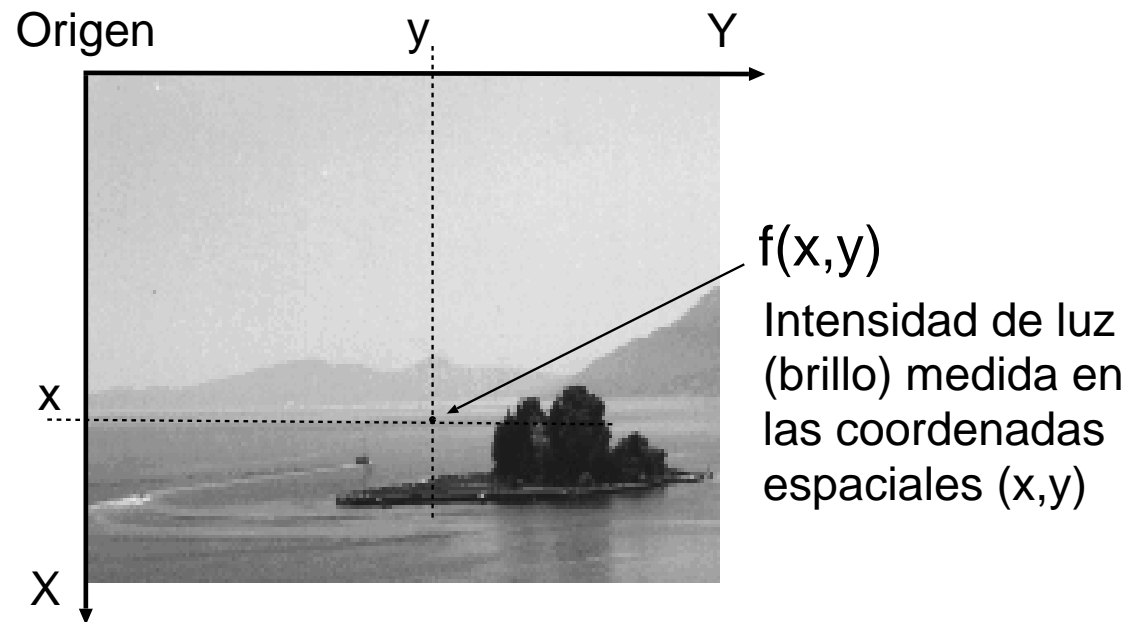 Origen y Y
f(x,y)
Intensidad de luz
(brillo) medida en
las coordenadas
espaciales (x,y)
x
X